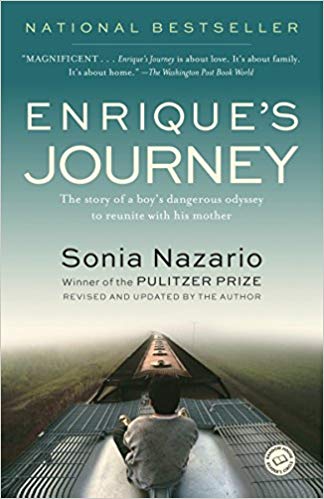 NATIONAL BESTSELLER
"MAGNIFICENT . . . Enrique's Journey is about love. It's about family.
It's about home." —The Washington Post Book World
ENRIQUE'S
JOURNEY
The story of a boy's dangerous odyssey
to reunite with his mother
Sonia Nazario
Winner of the PULITZER PRIZE
REVISED AND UPDATED BY THE AUTHOR